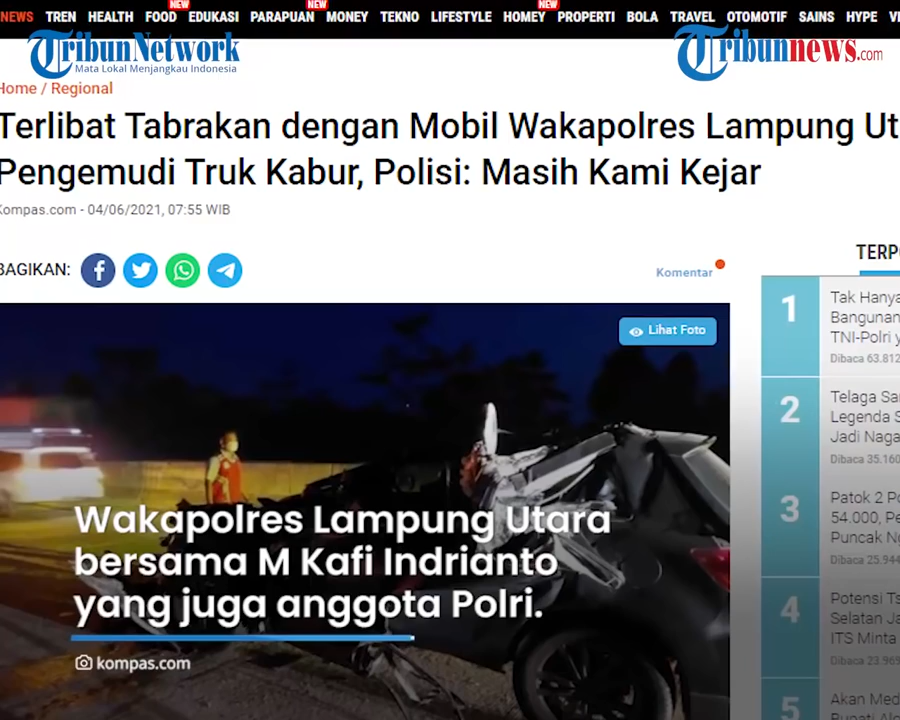 NEWS TREN HEALTH FOOD NEW EDUKASI PARAPUAN NEW MONEY TEKNO LIFESTYLE HOMEY NEW PROPERTI BOLA TRAVEL OTOMOTIF SAINS HYPE
Tribun Network
Mata Lokal Menjangkau Indonesia
Tribunnews.com
Home / Regional
Terlibat Tabrakan dengan Mobil Wakapolres Lampung Ut
Pengemudi Truk Kabur, Polisi: Masih Kami Kejar
Kompas.com - 04/06/2021, 07:55 WIB
BAGIKAN:
Komentar
Lihat Foto
Wakapolres Lampung Utara
bersama M Kafi Indrianto
yang juga anggota Polri.
kompas.com
TERPO
1
Tak Hanya
Bangunan
TNI-Polri y
Dibaca 63.812
2
Telaga Sa
Legenda S
Jadi Naga
Dibaca 35.160
3
Patok 2 Po
54.000, Pe
Puncak N
Dibaca 25.944
4
Potensi Ts
Selatan Ja
ITS Minta
Dibaca 23.969
5
Akan Med